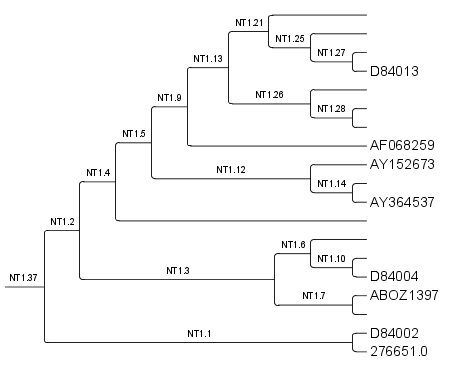 NT1.21
NT1.25
NT1.27
NT1.13
D84013
NT1.26
NT1.9
NT1.28
NT1.5
AF068259
AY152673
NT1.12
NT1.4
NT1.14
AY364537
NT1.2
NT1.6
NT1.10
NT1.3
D84004
NT1.37
ABOZ1397
NT1.7
NT1.1
D84002
276651.0